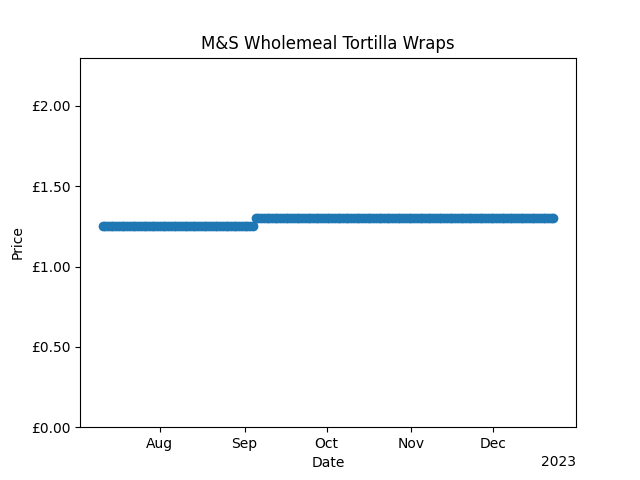 M&S Wholemeal Tortilla Wraps
£2.00
£1.50
£1.00
£0.50
£0.00
Price
Aug Sep Oct Nov Dec
Date
2023